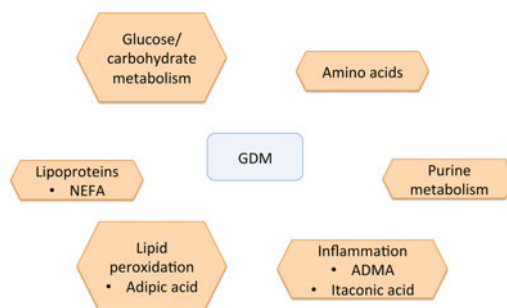 Glucose/
carbohydrate
metabolism
Amino acids
GDM
Lipoproteins
• NEFA
Purine
metabolism
Lipid
peroxidation
• Adipic acid
Inflammation
• ADMA
• Itaconic acid